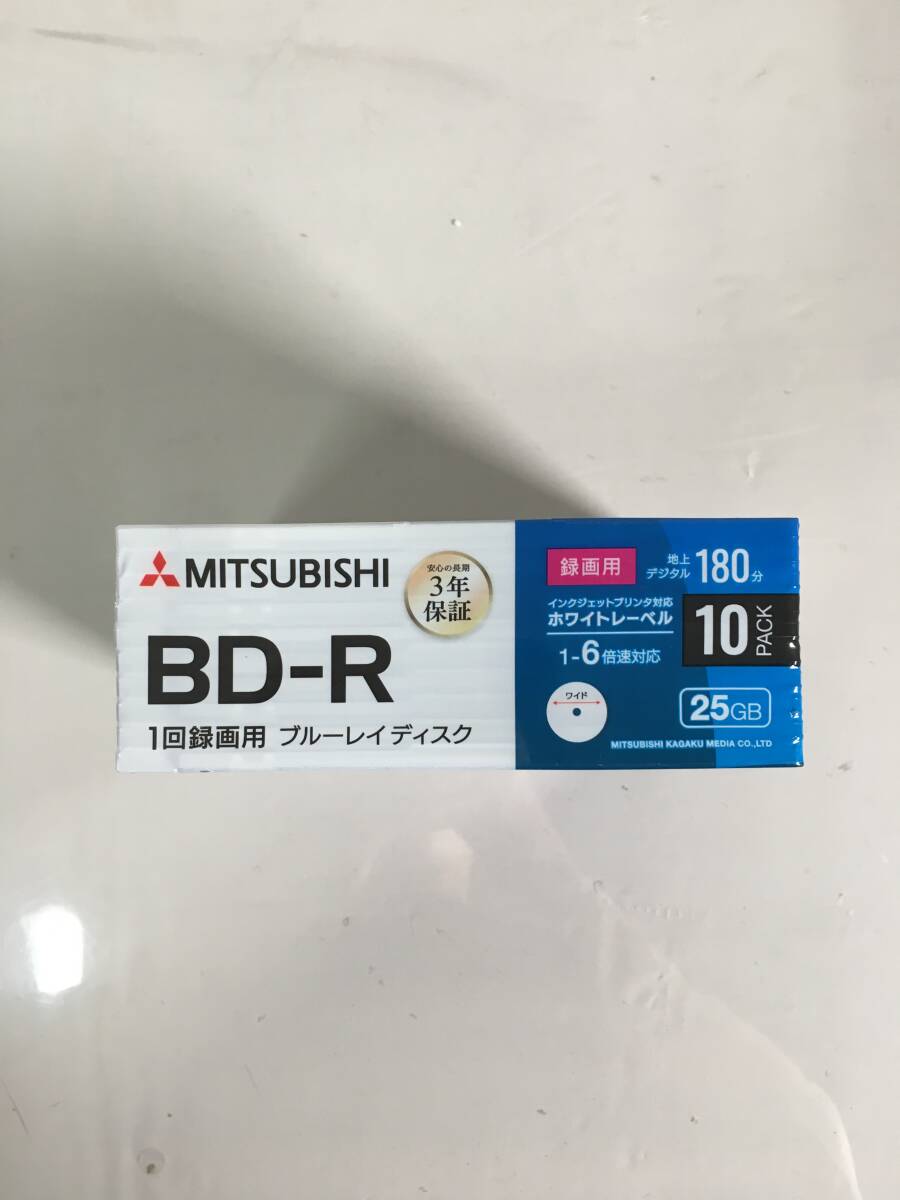 MITSUBISHI
安心の長期
3年
保証
BD-R
1回録画用 ブルーレイディスク
録画用
地上
デジタル 180分
インクジェットプリンタ対応
ホワイトレーベル
1-6倍速対応
10 PACK
ワイド
25GB
MITSUBISHI KAGAKU MEDIA CO.,LTD